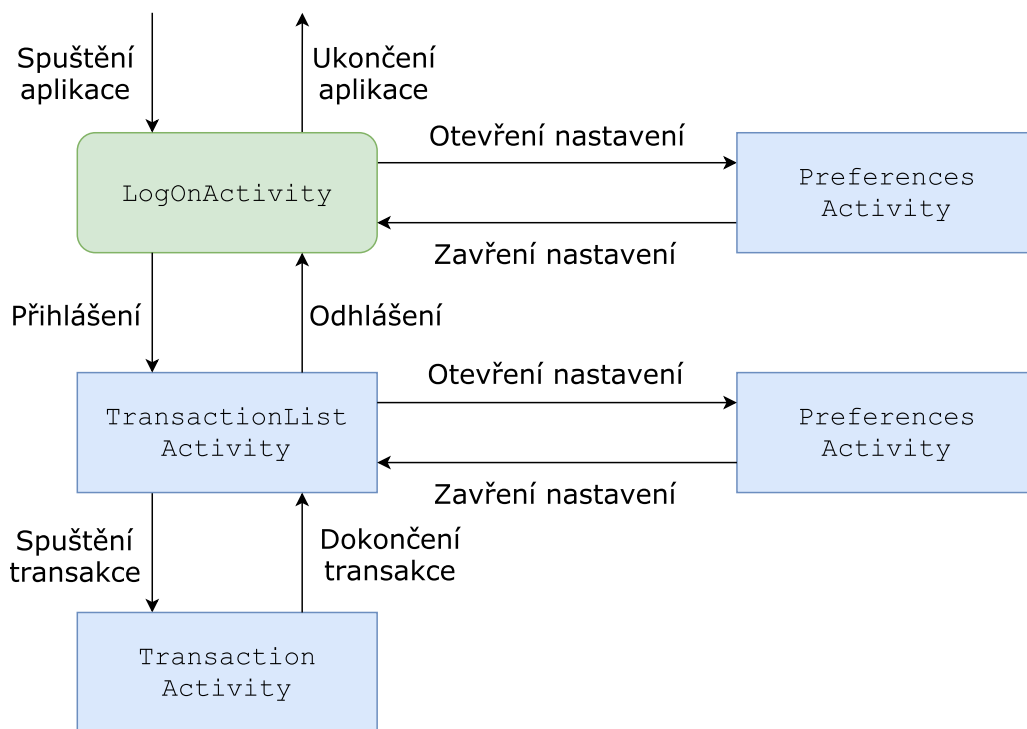 Spuštění
aplikace
Ukončení
aplikace
Otevření nastavení
LogOnActivity
Preferences
Activity
Zavření nastavení
Přihlášení
Odhlášení
Otevření nastavení
TransactionList
Activity
Preferences
Activity
Zavření nastavení
Spuštění
transakce
Dokončení
transakce
Transaction
Activity